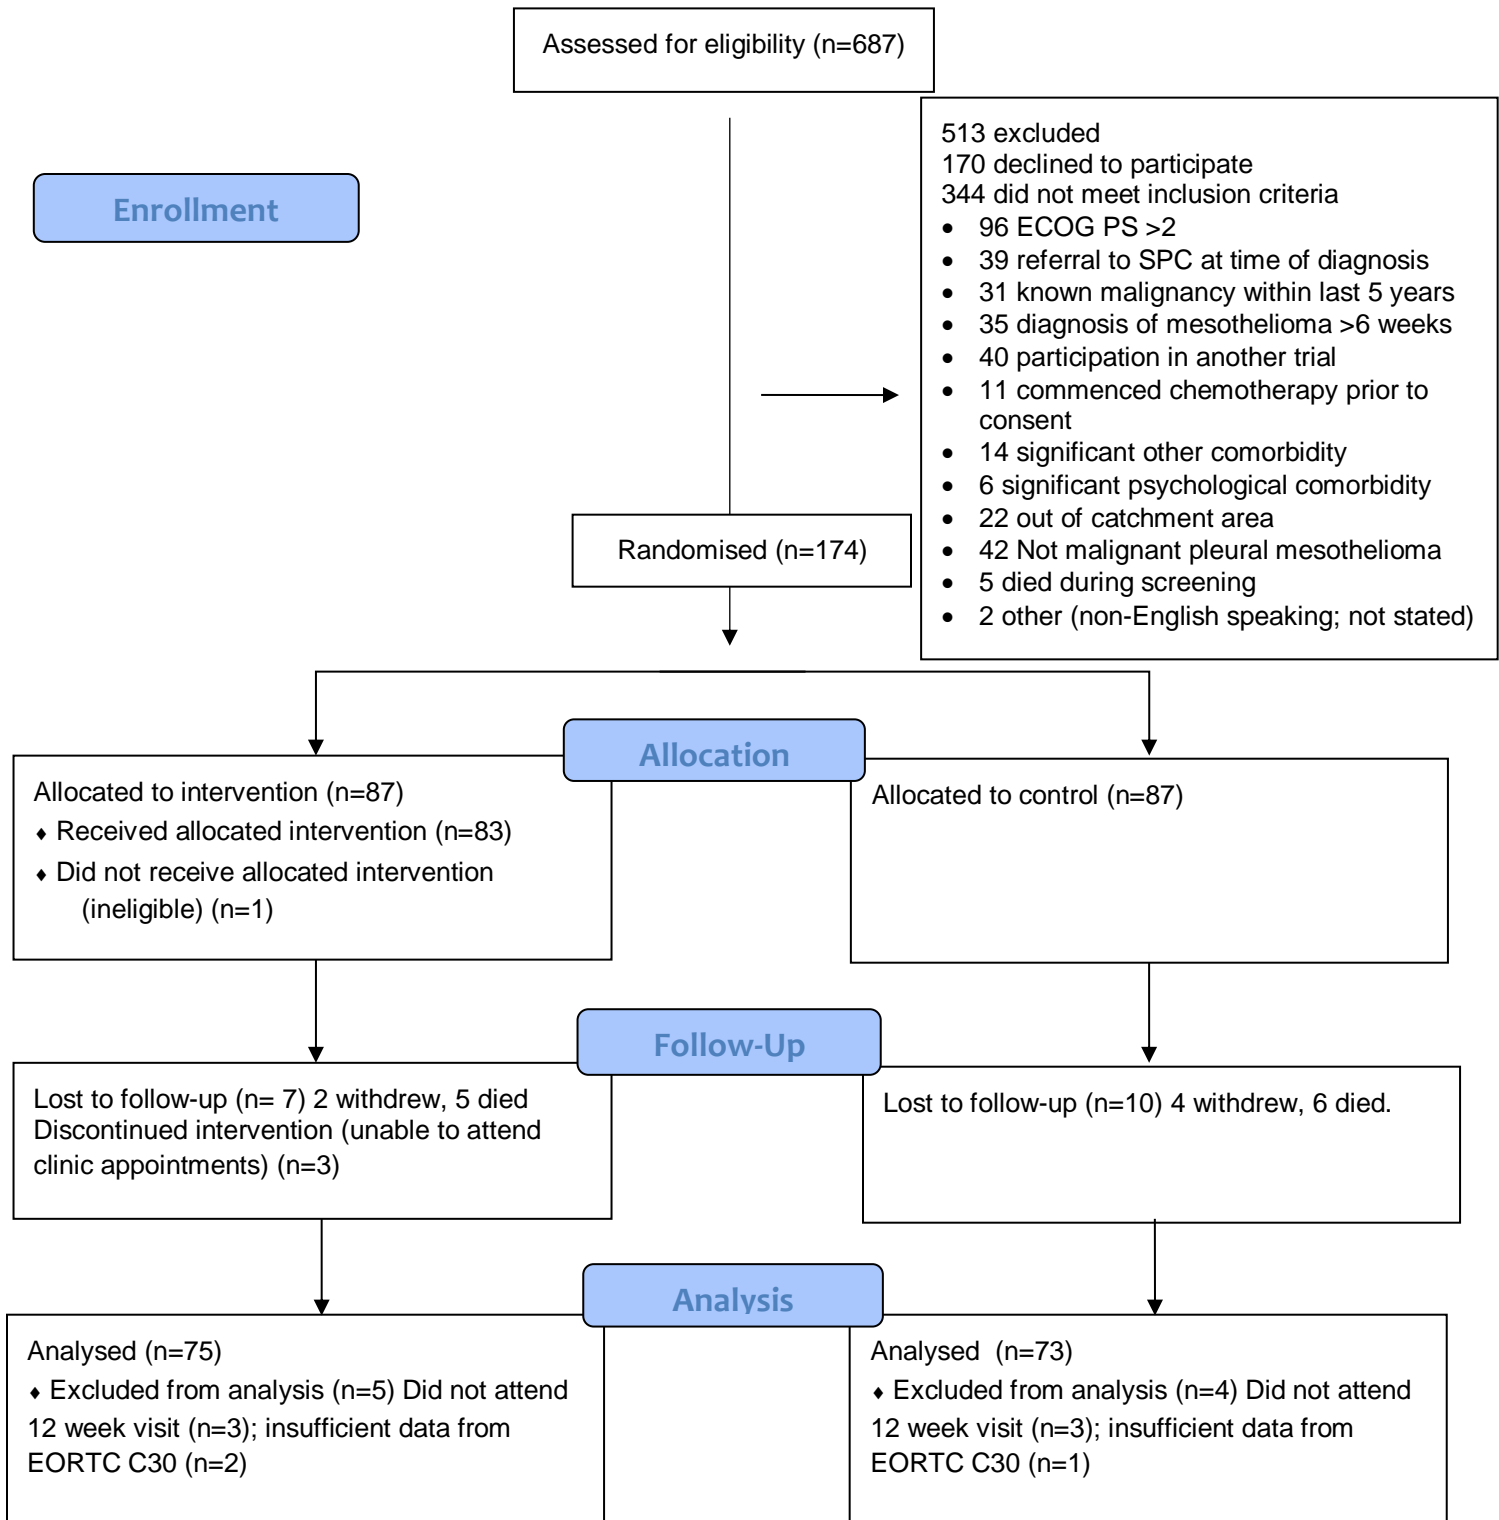 Assessed for eligibility (n=687)
513 excluded
170 declined to participate
344 did not meet inclusion criteria
• 96 ECOG PS >2
• 39 referral to SPC at time of diagnosis
• 31 known malignancy within last 5 years
• 35 diagnosis of mesothelioma >6 weeks
• 40 participation in another trial
• 11 commenced chemotherapy prior to
consent
• 14 significant other comorbidity
• 6 significant psychological comorbidity
• 22 out of catchment area
• 42 Not malignant pleural mesothelioma
• 5 died during screening
• 2 other (non-English speaking; not stated)
Enrollment
Randomised (n=174)
Allocation
Allocated to intervention (n=87)
♦ Received allocated intervention (n=83)
♦ Did not receive allocated intervention
(ineligible) (n=1)
Allocated to control (n=87)
Follow-Up
Lost to follow-up (n= 7) 2 withdrew, 5 died
Discontinued intervention (unable to attend
clinic appointments) (n=3)
Lost to follow-up (n=10) 4 withdrew, 6 died.
Analysis
Analysed (n=75)
♦ Excluded from analysis (n=5) Did not attend
12 week visit (n=3); insufficient data from
EORTC C30 (n=2)
Analysed (n=73)
♦ Excluded from analysis (n=4) Did not attend
12 week visit (n=3); insufficient data from
EORTC C30 (n=1)